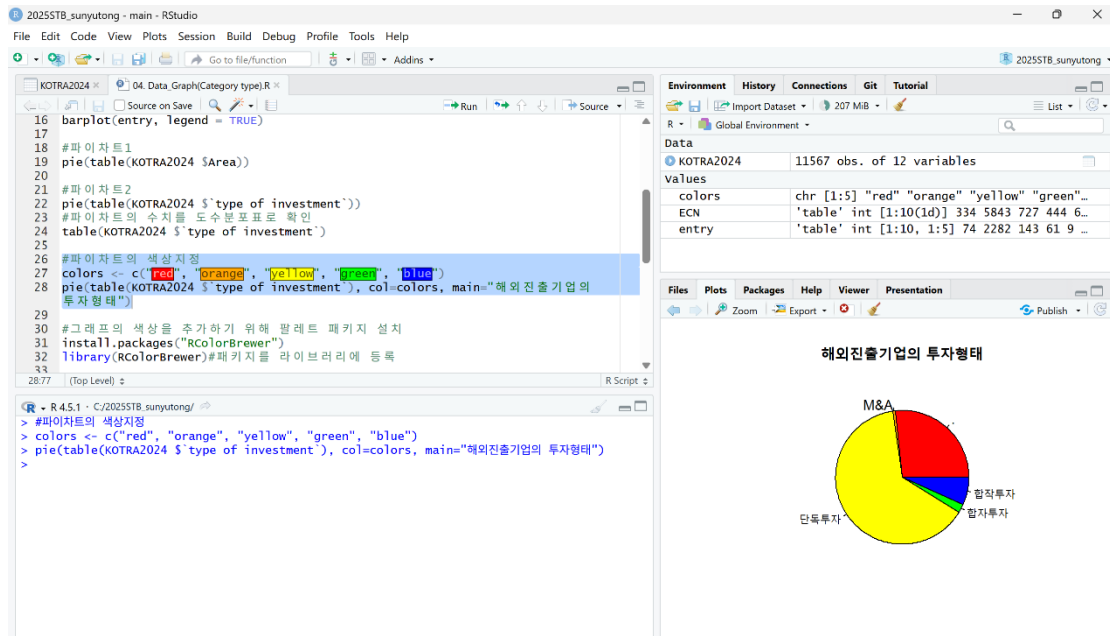 2025STB_sunyutong - main - RStudio
File Edit Code View Plots Session Build Debug Profile Tools Help
Go to file/function
Addins
2025STB_sunyutong
KOTRA2024
04. Data_Graph(Category type).R
Source on Save
Run
Source
16 barplot(entry, legend = TRUE)
17
18 #파이차트1
19 pie(table(KOTRA2024 $Area))
20
21 #파이차트2
22 pie(table(KOTRA2024 $`type of investment`))
23 #파이차트의 수치를 도수분포표로 확인
24 table(KOTRA2024 $`type of investment`)
25
26 #파이차트의 색상지정
27 colors <- c("red", "orange", "yellow", "green", "blue")
28 pie(table(KOTRA2024 $`type of investment`), col=colors, main="해외진출기업의
투자형태")
29
30 #그래프의 색상을 추가하기 위해 팔레트 패키지 설치
31 install.packages("RColorBrewer")
32 library(RColorBrewer)#패키지를 라이브러리에 등록
33
28:77 (Top Level) R Script
R 4.5.1 · C:/2025STB_sunyutong/
> #파이차트의 색상지정
> colors <- c("red", "orange", "yellow", "green", "blue")
> pie(table(KOTRA2024 $`type of investment`), col=colors, main="해외진출기업의 투자형태")
>
Environment History Connections Git Tutorial
Import Dataset 207 MiB List
R Global Environment
Data
KOTRA2024 11567 obs. of 12 variables
Values
colors chr [1:5] "red" "orange" "yellow" "green"…
ECN 'table' int [1:10(1d)] 334 5843 727 444 6…
entry 'table' int [1:10, 1:5] 74 2282 143 61 9 …
Files Plots Packages Help Viewer Presentation
Zoom Export Publish
해외진출기업의 투자형태
M&A
.
합작투자
합자투자
단독투자